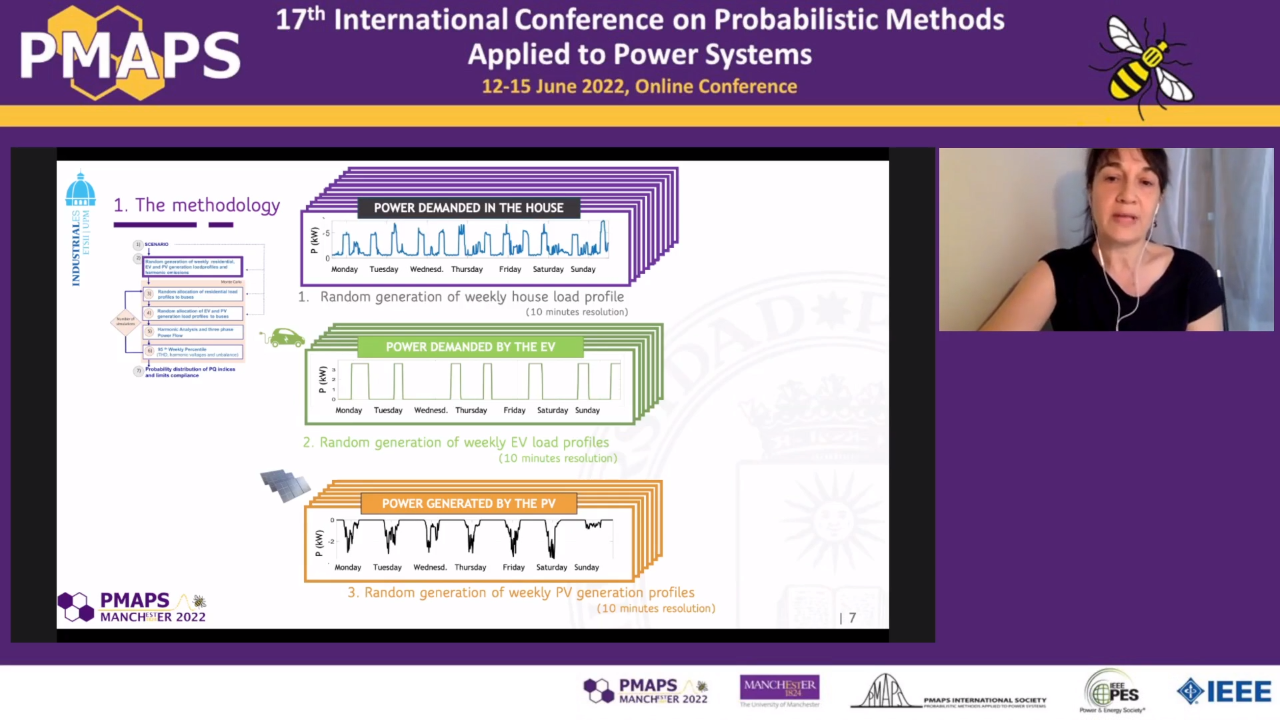 PMAPS
17th International Conference on Probabilistic Methods
Applied to Power Systems
12-15 June 2022, Online Conference
INDUSTRIALES
ETSII | UPM
1. The methodology
SCENARIO
Random generation of weekly residential,
EV and PV generation loadprofiles and
harmonic emissions
Monte Carlo
Random allocation of residential load
profiles to buses
Random allocation of EV and PV
generation load profiles to buses
Number of
simulations
Harmonic Analysis and three phase
Power Flow
95 Weekly Percentile
(THD, harmonic voltages and unbalance)
Probability distribution of PQ indices
and limits compliance
POWER DEMANDED IN THE HOUSE
P (kW)
5
0
Monday Tuesday Wednesd. Thursday Friday Saturday Sunday
1. Random generation of weekly house load profile
(10 minutes resolution)
POWER DEMANDED BY THE EV
P (kW)
3
2
1
0
Monday Tuesday Wednesd. Thursday Friday Saturday Sunday
2. Random generation of weekly EV load profiles
(10 minutes resolution)
POWER GENERATED BY THE PV
P (kW)
0
-2
Monday Tuesday Wednesd. Thursday Friday Saturday Sunday
3. Random generation of weekly PV generation profiles
(10 minutes resolution)
PMAPS
MANCHESTER 2022
| 7
PMAPS
MANCHESTER 2022
MANCHESTER
1824
The University of Manchester
PMAPS
PMAPS INTERNATIONAL SOCIETY
PROBABILISTIC METHODS APPLIED TO POWER SYSTEMS
IEEE
PES
Power & Energy Society®
IEEE